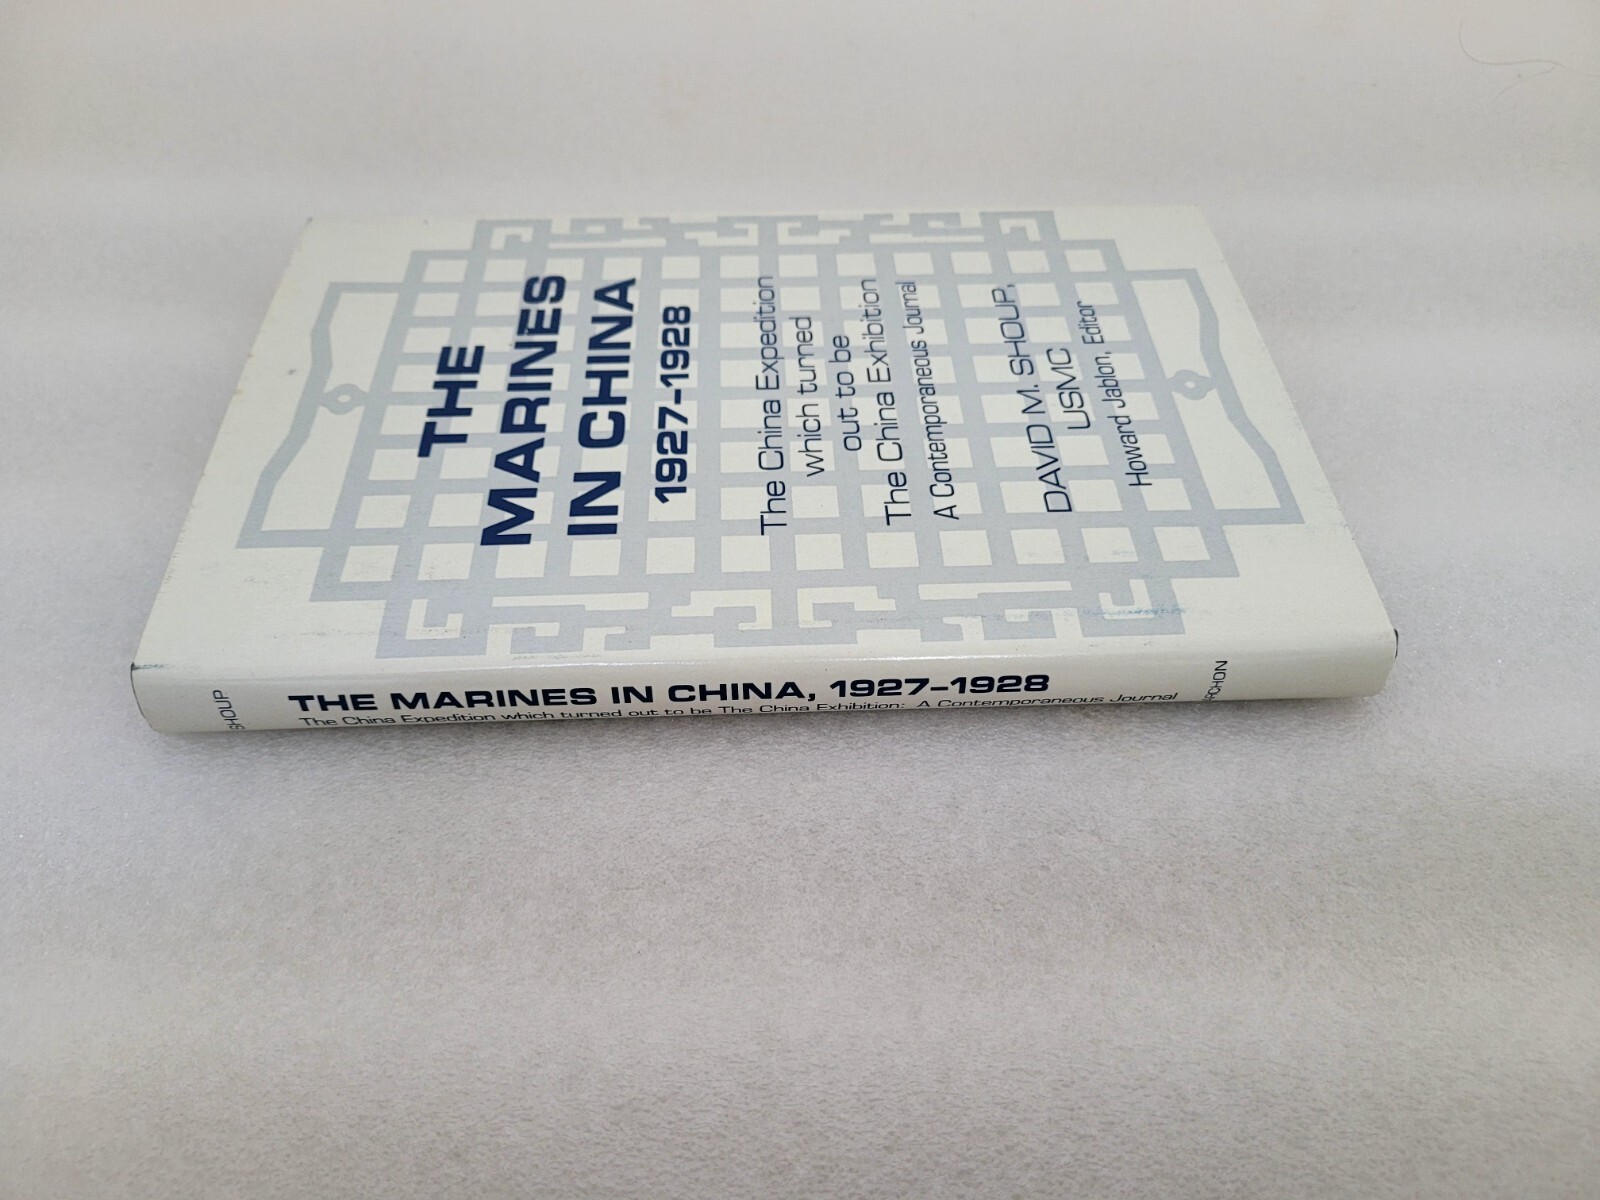 THE
MARINES
IN CHINA
1927-1928
The China Expedition
which turned
out to be
The China Exhibition
A Contemporaneous Journal
DAVID M. SHOUP,
USMC
Howard Jablon, Editor
SHOUP
THE MARINES IN CHINA, 1927-1928
The China Expedition which turned out to be The China Exhibition: A Contemporaneous Journal
ARCHON